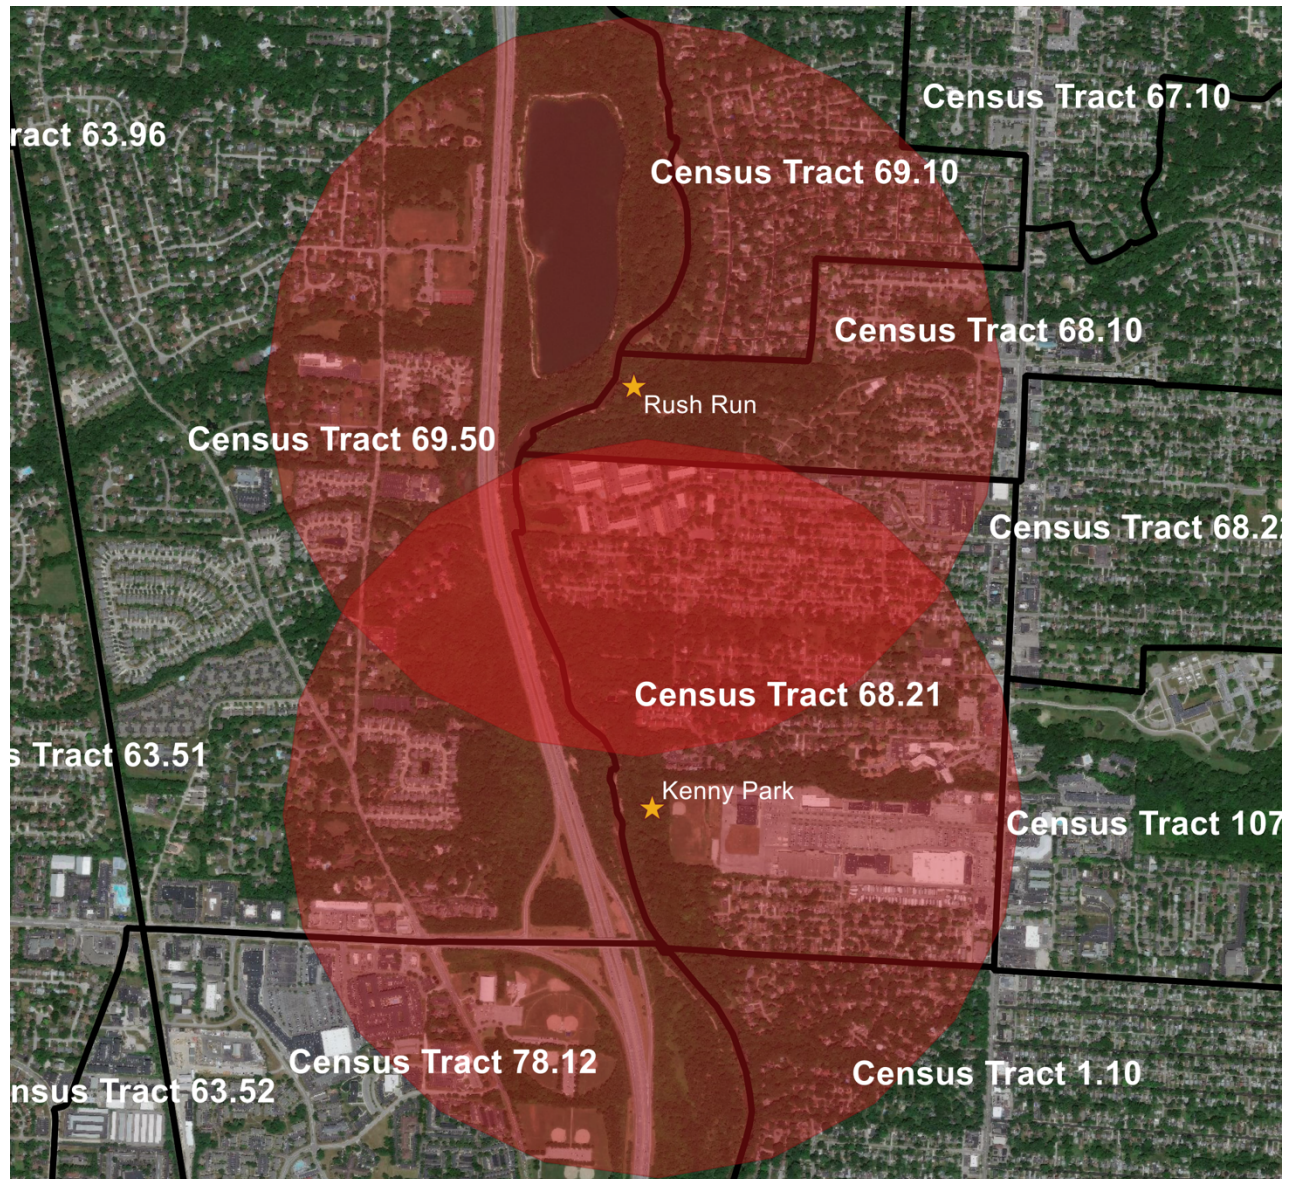 Census Tract 67.10
ract 63.96
Census Tract 69.10
Census Tract 68.10
Rush Run
Census Tract 69.50
Census Tract 68.2
Census Tract 68.21
s Tract 63.51
Kenny Park
Census Tract 107
Census Tract 78.12
Census Tract 1.10
nsus Tract 63.52